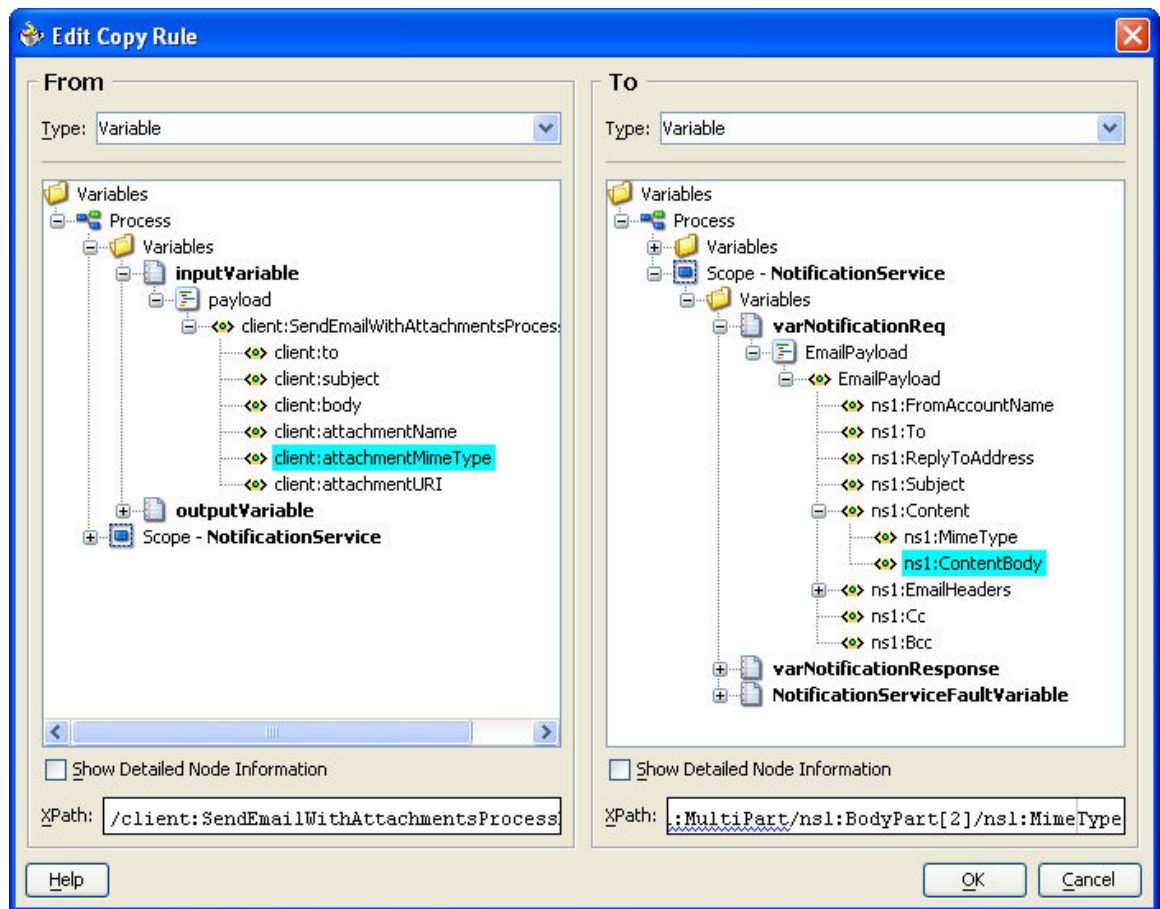 Edit Copy Rule
From
Type: Variable
Variables
Process
Variables
inputVariable
payload
client:SendEmailWithAttachmentsProces:
client:to
client:subject
client:body
client:attachmentName
client:attachmentMimeType
client:attachmentURI
outputVariable
Scope - NotificationService
Show Detailed Node Information
XPath: /client:SendEmailWithAttachmentsProcess
To
Type: Variable
Variables
Process
Variables
Scope - NotificationService
Variables
varNotificationReq
EmailPayload
EmailPayload
ns1:FromAccountName
ns1:To
ns1:ReplyToAddress
ns1:Subject
ns1:Content
ns1:MimeType
ns1:ContentBody
ns1:EmailHeaders
ns1:Cc
ns1:Bcc
varNotificationResponse
NotificationServiceFaultVariable
Show Detailed Node Information
XPath: :MultiPart/ns1:BodyPart[2]/ns1:MimeType
Help
OK
Cancel